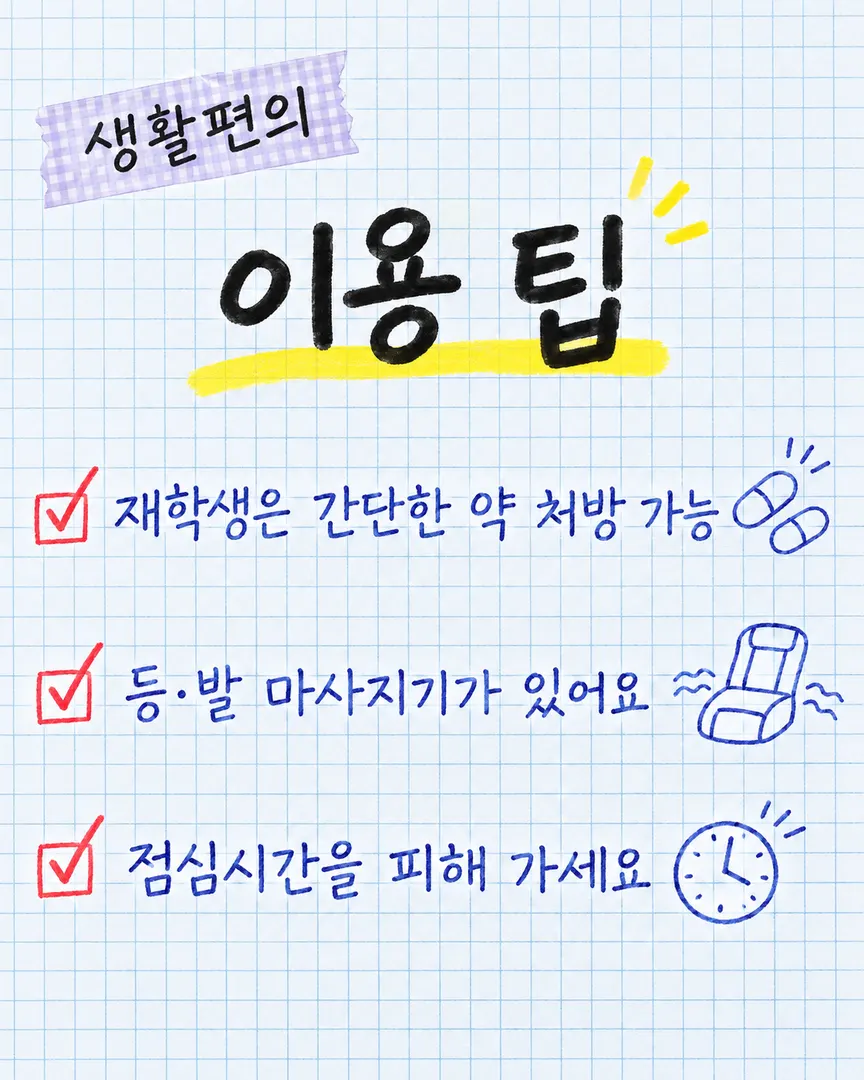 생활편의
이용 팁
재학생은 간단한 약 처방 가능
등·발 마사지기가 있어요
점심시간을 피해 가세요